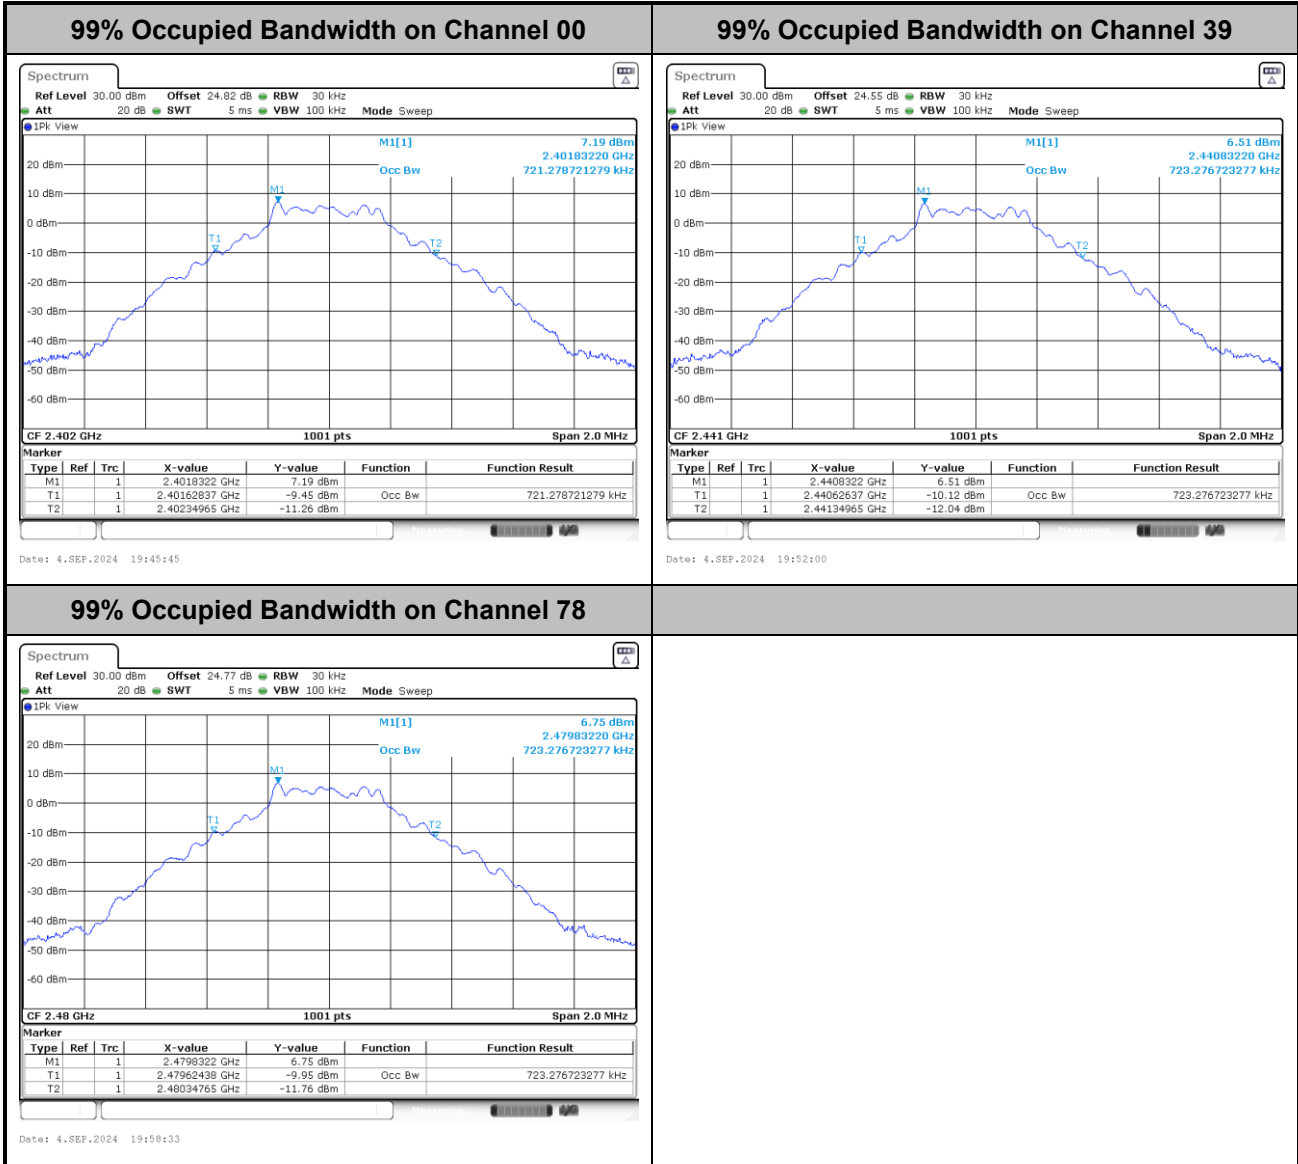 99% Occupied Bandwidth on Channel 00
Spectrum
Ref Level 30.00 dBm Offset 24.82 dB RBW 30 kHz
Att 20 dB SWT 5 ms VBW 100 kHz Mode Sweep
1Pk View
M1[1] 7.19 dBm
2.40183220 GHz
Occ Bw 721.278721279 kHz
20 dBm
10 dBm
0 dBm
-10 dBm
-20 dBm
-30 dBm
-40 dBm
-50 dBm
-60 dBm
M1
T1
T2
CF 2.402 GHz 1001 pts Span 2.0 MHz
Marker
Type Ref Trc X-value Y-value Function Function Result
M1 1 2.4018322 GHz 7.19 dBm
T1 1 2.40162837 GHz -9.45 dBm Occ Bw 721.278721279 kHz
T2 1 2.40234965 GHz -11.26 dBm
Date: 4.SEP.2024 19:45:45
99% Occupied Bandwidth on Channel 39
Spectrum
Ref Level 30.00 dBm Offset 24.55 dB RBW 30 kHz
Att 20 dB SWT 5 ms VBW 100 kHz Mode Sweep
1Pk View
M1[1] 6.51 dBm
2.44083220 GHz
Occ Bw 723.276723277 kHz
20 dBm
10 dBm
0 dBm
-10 dBm
-20 dBm
-30 dBm
-40 dBm
-50 dBm
-60 dBm
M1
T1
T2
CF 2.441 GHz 1001 pts Span 2.0 MHz
Marker
Type Ref Trc X-value Y-value Function Function Result
M1 1 2.4408322 GHz 6.51 dBm
T1 1 2.44062637 GHz -10.12 dBm Occ Bw 723.276723277 kHz
T2 1 2.44134965 GHz -12.04 dBm
Measuring...
Date: 4.SEP.2024 19:52:00
99% Occupied Bandwidth on Channel 78
Spectrum
Ref Level 30.00 dBm Offset 24.77 dB RBW 30 kHz
Att 20 dB SWT 5 ms VBW 100 kHz Mode Sweep
1Pk View
M1[1] 6.75 dBm
2.47983220 GHz
Occ Bw 723.276723277 kHz
20 dBm
10 dBm
0 dBm
-10 dBm
-20 dBm
-30 dBm
-40 dBm
-50 dBm
-60 dBm
M1
T1
T2
CF 2.48 GHz 1001 pts Span 2.0 MHz
Marker
Type Ref Trc X-value Y-value Function Function Result
M1 1 2.4798322 GHz 6.75 dBm
T1 1 2.47962438 GHz -9.95 dBm Occ Bw 723.276723277 kHz
T2 1 2.48034765 GHz -11.76 dBm
Measuring...
Date: 4.SEP.2024 19:58:33